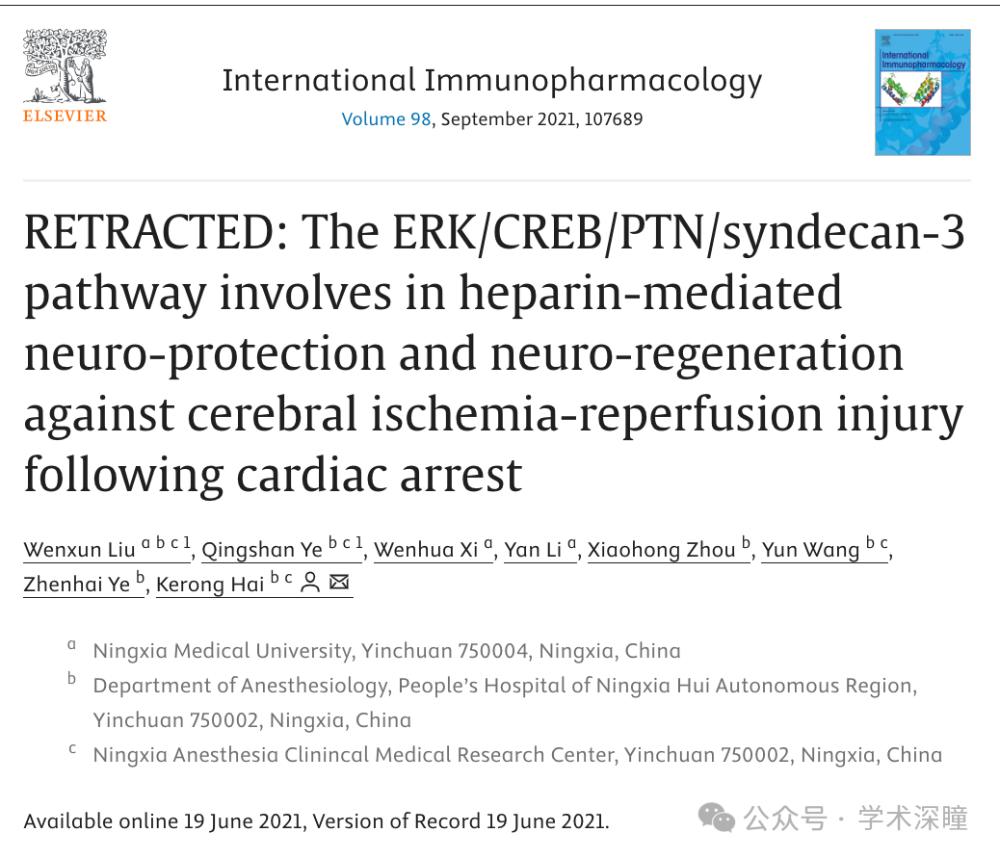 ELSEVIER
International Immunopharmacology
Volume 98, September 2021, 107689
International
Immunopharmacology
RETRACTED: The ERK/CREB/PTN/syndecan-3
pathway involves in heparin-mediated
neuro-protection and neuro-regeneration
against cerebral ischemia-reperfusion injury
following cardiac arrest
Wenxun Liu a b c 1, Qingshan Ye b c 1, Wenhua Xi a, Yan Li a, Xiaohong Zhou b, Yun Wang b c,
Zhenhai Ye b, Kerong Hai b c
a Ningxia Medical University, Yinchuan 750004, Ningxia, China
b Department of Anesthesiology, People's Hospital of Ningxia Hui Autonomous Region,
Yinchuan 750002, Ningxia, China
c Ningxia Anesthesia Clinincal Medical Research Center, Yinchuan 750002, Ningxia, China
Available online 19 June 2021, Version of Record 19 June 2021.
公众号 · 学术深瞳